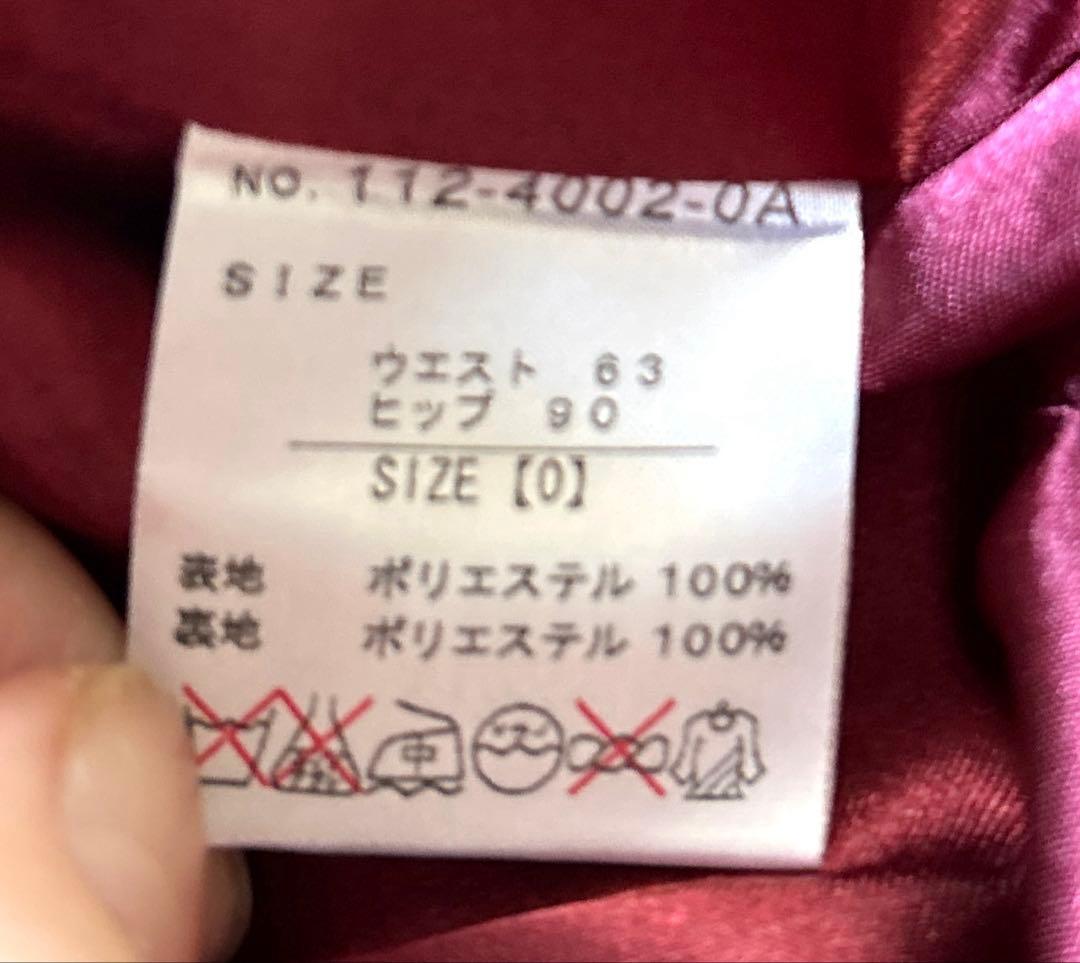 NO. 112-4002-0A
SIZE
ウエスト 63
ヒップ 90
SIZE【0】
表地 ポリエステル 100%
裏地 ポリエステル 100%
中